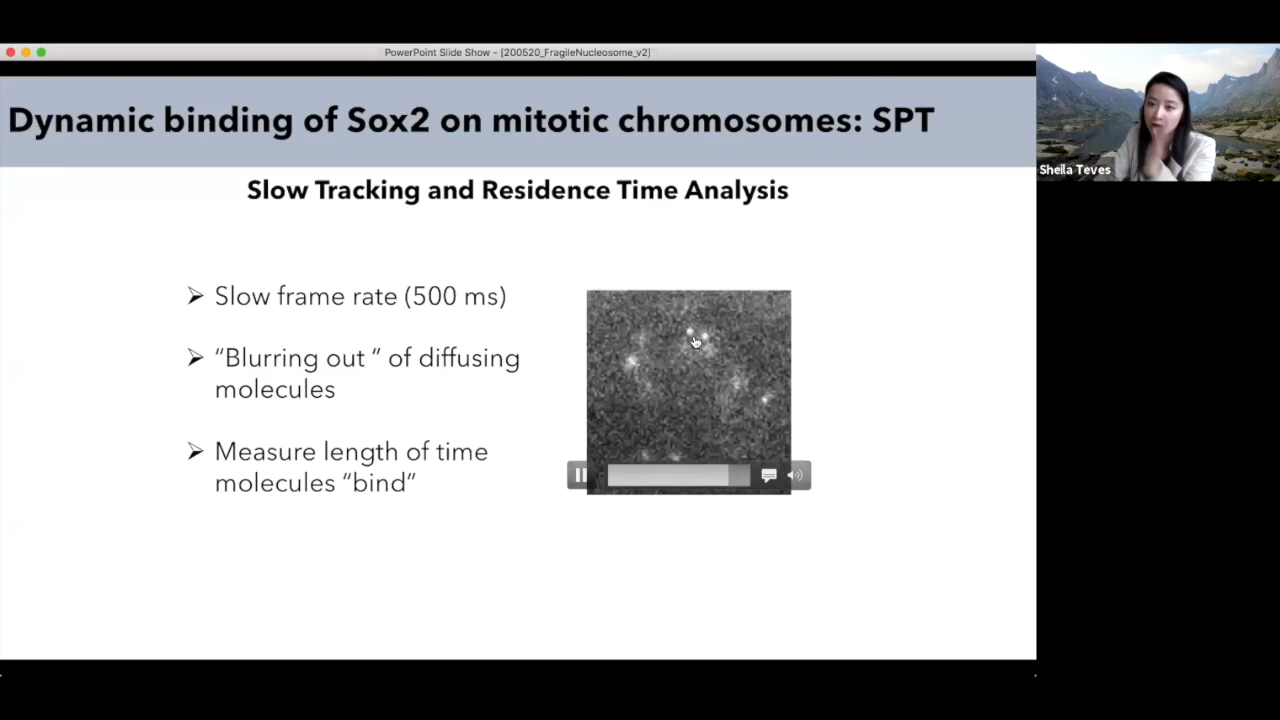 PowerPoint Slide Show - [200520_FragileNucleosome_v2]
Dynamic binding of Sox2 on mitotic chromosomes: SPT
Sheila Teves
Slow Tracking and Residence Time Analysis
➢ Slow frame rate (500 ms)
➢ “Blurring out ” of diffusing
molecules
➢ Measure length of time
molecules “bind”